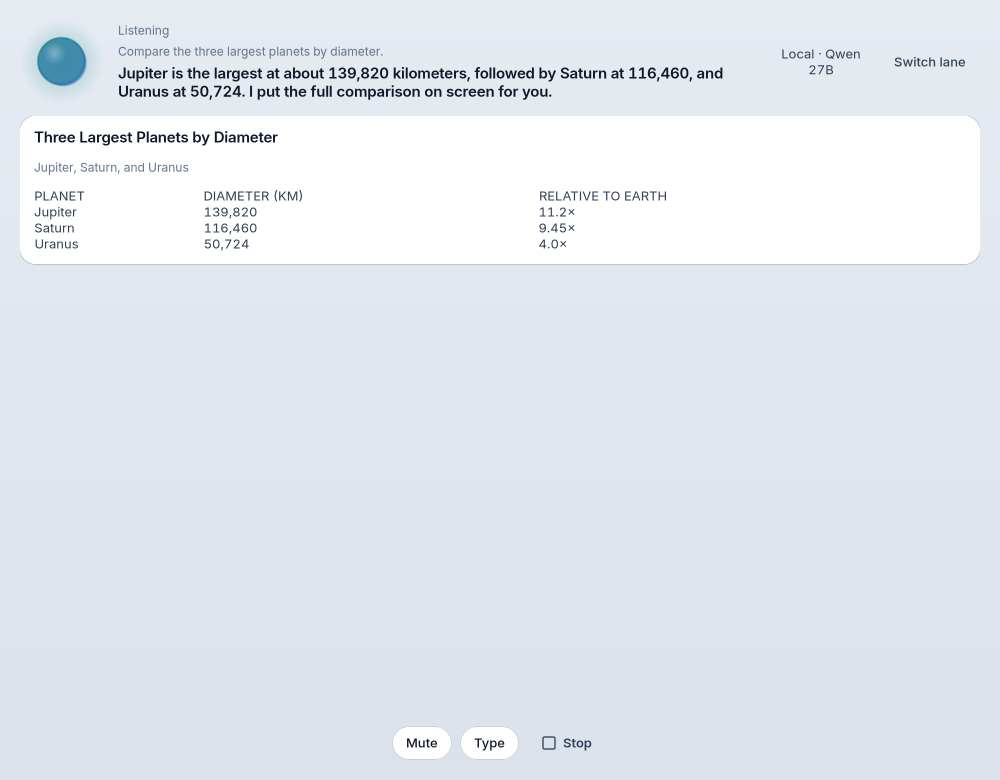 Listening
Compare the three largest planets by diameter.
Jupiter is the largest at about 139,820 kilometers, followed by Saturn at 116,460, and
Uranus at 50,724. I put the full comparison on screen for you.
Local · Qwen
27B
Switch lane
Three Largest Planets by Diameter
Jupiter, Saturn, and Uranus
PLANET DIAMETER (KM) RELATIVE TO EARTH
Jupiter 139,820 11.2×
Saturn 116,460 9.45×
Uranus 50,724 4.0×
Mute Type Stop